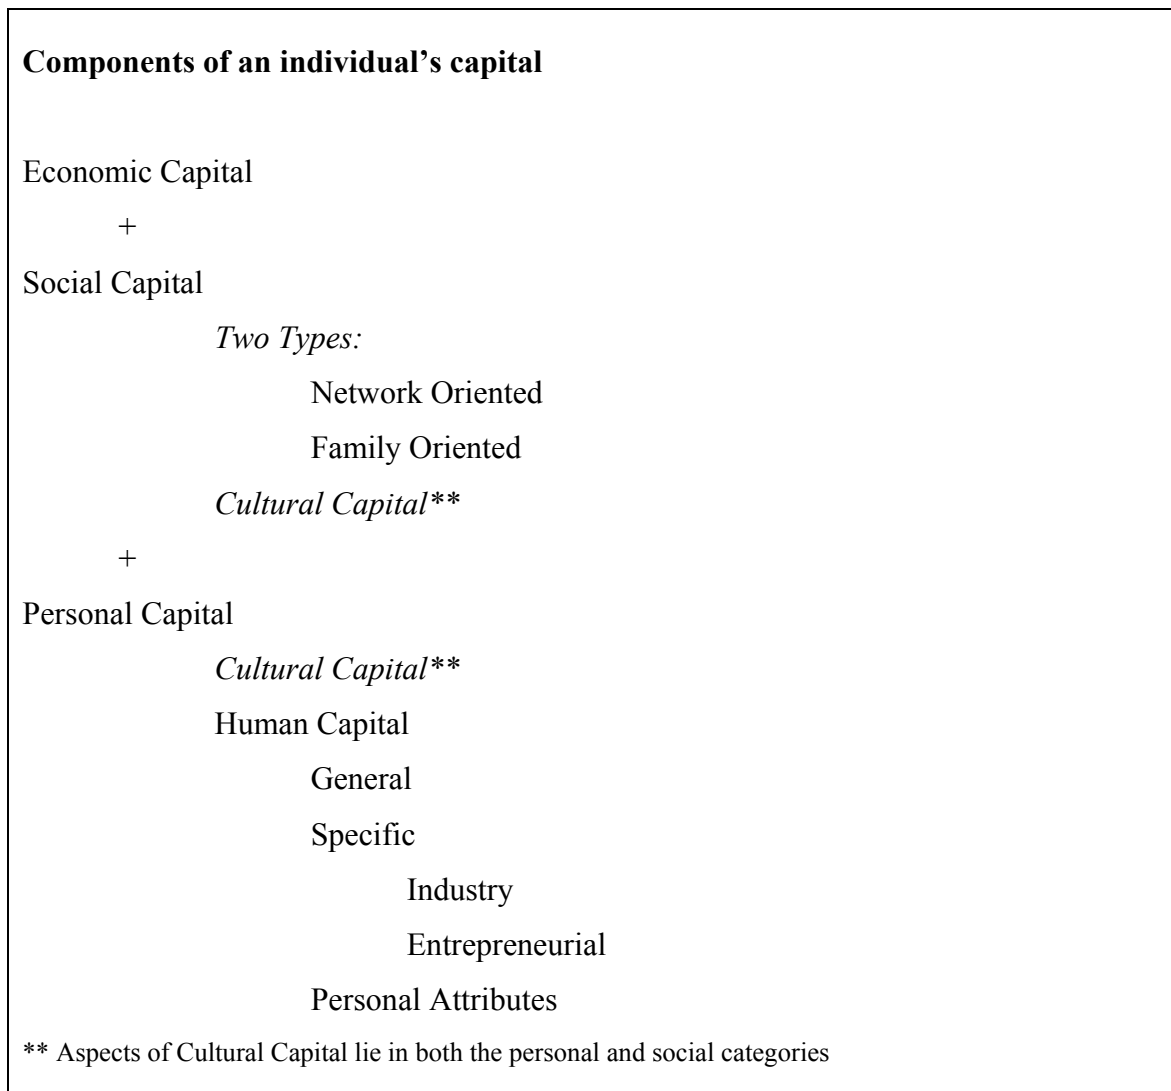 Components of an individual’s capital
Economic Capital
+
Social Capital
Two Types:
Network Oriented
Family Oriented
Cultural Capital**
+
Personal Capital
Cultural Capital**
Human Capital
General
Specific
Industry
Entrepreneurial
Personal Attributes
** Aspects of Cultural Capital lie in both the personal and social categories